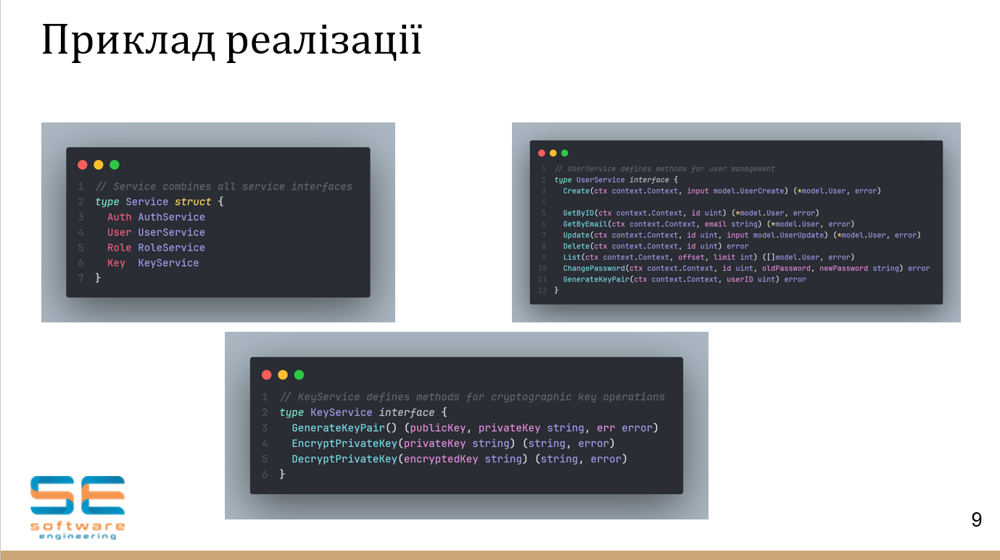 Приклад реалізації
1 // Service combines all service interfaces
2 type Service struct {
3 Auth AuthService
4 User UserService
5 Role RoleService
6 Key KeyService
7 }
1 // UserService defines methods for user management
2 type UserService interface {
3 Create(ctx context.Context, input model.UserCreate) (*model.User, error)
4
5 GetByID(ctx context.Context, id uint) (*model.User, error)
6 GetByEmail(ctx context.Context, email string) (*model.User, error)
7 Update(ctx context.Context, id uint, input model.UserUpdate) (*model.User, error)
8 Delete(ctx context.Context, id uint) error
9 List(ctx context.Context, offset, limit int) ([]model.User, error)
10 ChangePassword(ctx context.Context, id uint, oldPassword, newPassword string) error
11 GenerateKeyPair(ctx context.Context, userID uint) error
12 }
1 // KeyService defines methods for cryptographic key operations
2 type KeyService interface {
3 GenerateKeyPair() (publicKey, privateKey string, err error)
4 EncryptPrivateKey(privateKey string) (string, error)
5 DecryptPrivateKey(encryptedKey string) (string, error)
6 }
SE
software
engineering
9